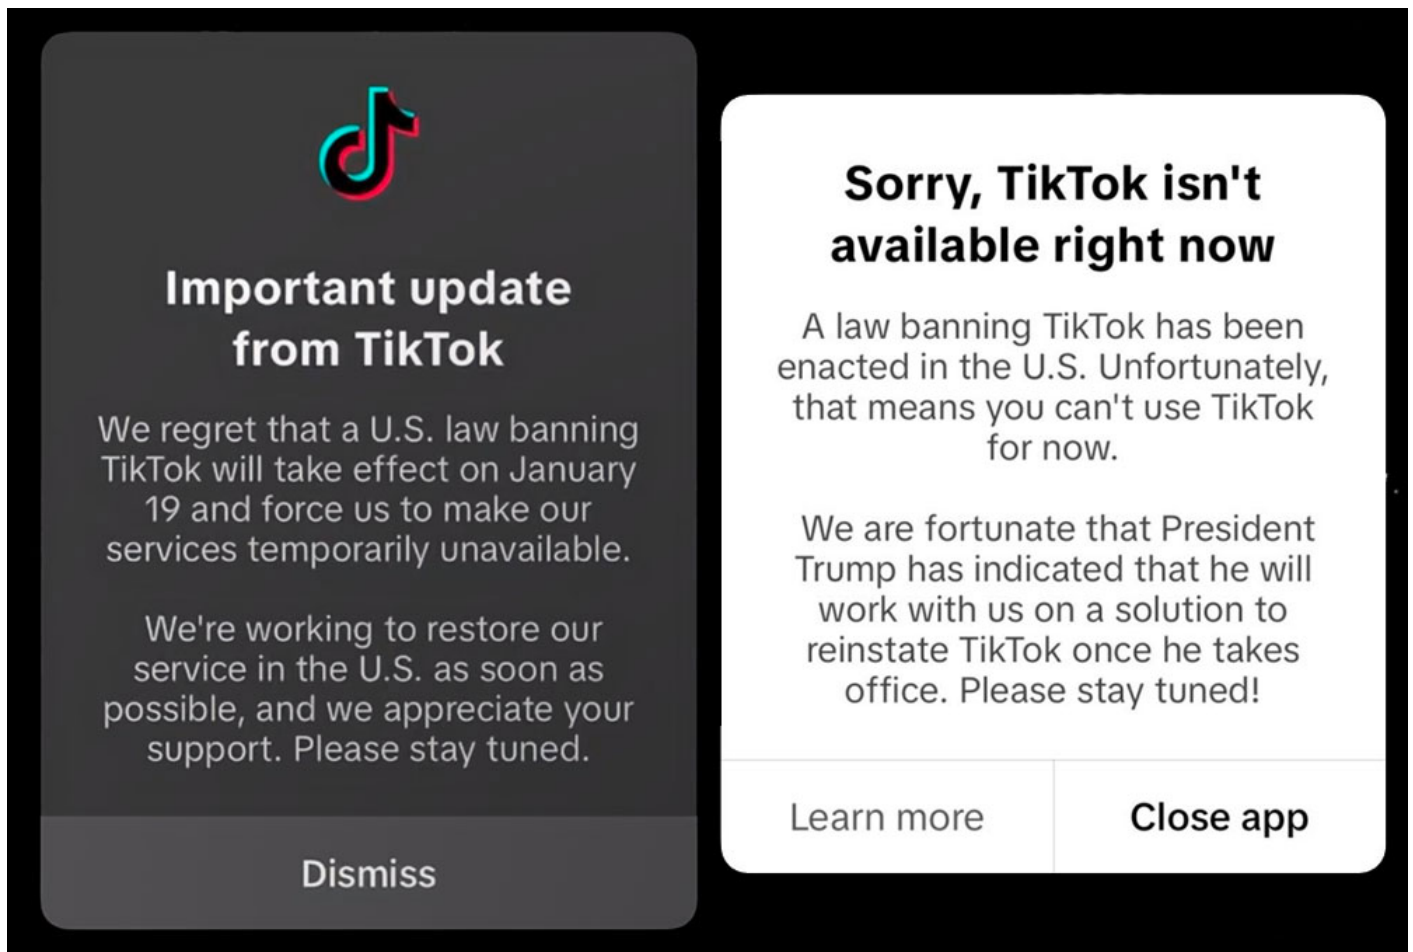 Important update
from TikTok
We regret that a U.S. law banning
TikTok will take effect on January
19 and force us to make our
services temporarily unavailable.
We're working to restore our
service in the U.S. as soon as
possible, and we appreciate your
support. Please stay tuned.
Dismiss
Sorry, TikTok isn't
available right now
A law banning TikTok has been
enacted in the U.S. Unfortunately,
that means you can't use TikTok
for now.
We are fortunate that President
Trump has indicated that he will
work with us on a solution to
reinstate TikTok once he takes
office. Please stay tuned!
Learn more
Close app